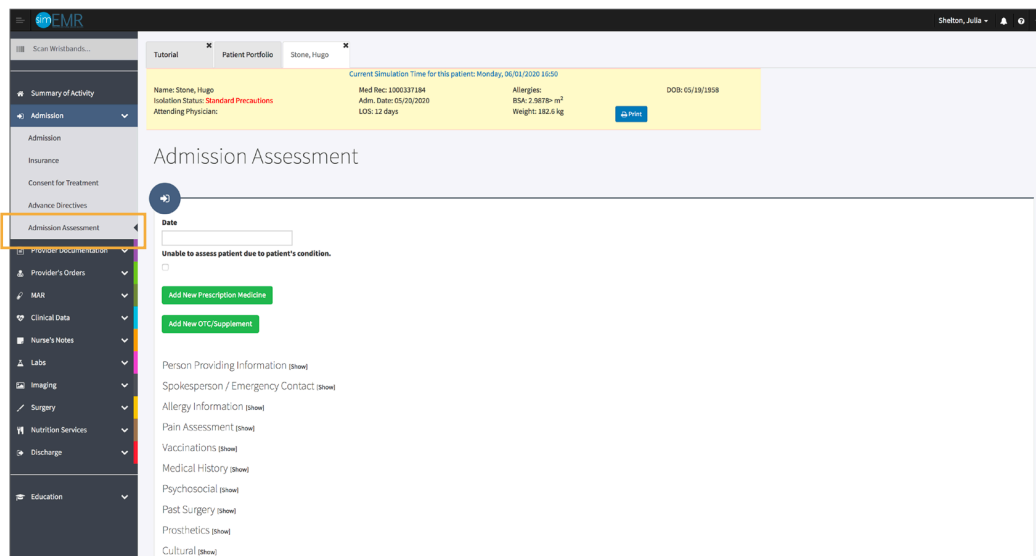 simEMR
Shelton, Julia
Scan Wristbands...
Tutorial
Patient Portfolio
Stone, Hugo
Current Simulation Time for this patient: Monday, 06/01/2020 16:50
Name: Stone, Hugo
Med Rec: 1000337184
Allergies:
DOB: 05/19/1958
Isolation Status: Standard Precautions
Adm. Date: 05/20/2020
BSA: 2.9878> m²
Attending Physician:
LOS: 12 days
Weight: 182.6 kg
Print
Summary of Activity
Admission
Admission
Insurance
Consent for Treatment
Advance Directives
Admission Assessment
Provider Documentation
Provider's Orders
MAR
Clinical Data
Nurse's Notes
Labs
Imaging
Surgery
Nutrition Services
Discharge
Education
Admission Assessment
Date
Unable to assess patient due to patient's condition.
Add New Prescription Medicine
Add New OTC/Supplement
Person Providing Information [Show]
Spokesperson / Emergency Contact [Show]
Allergy Information [Show]
Pain Assessment [Show]
Vaccinations [Show]
Medical History [Show]
Psychosocial [Show]
Past Surgery [Show]
Prosthetics [Show]
Cultural [Show]